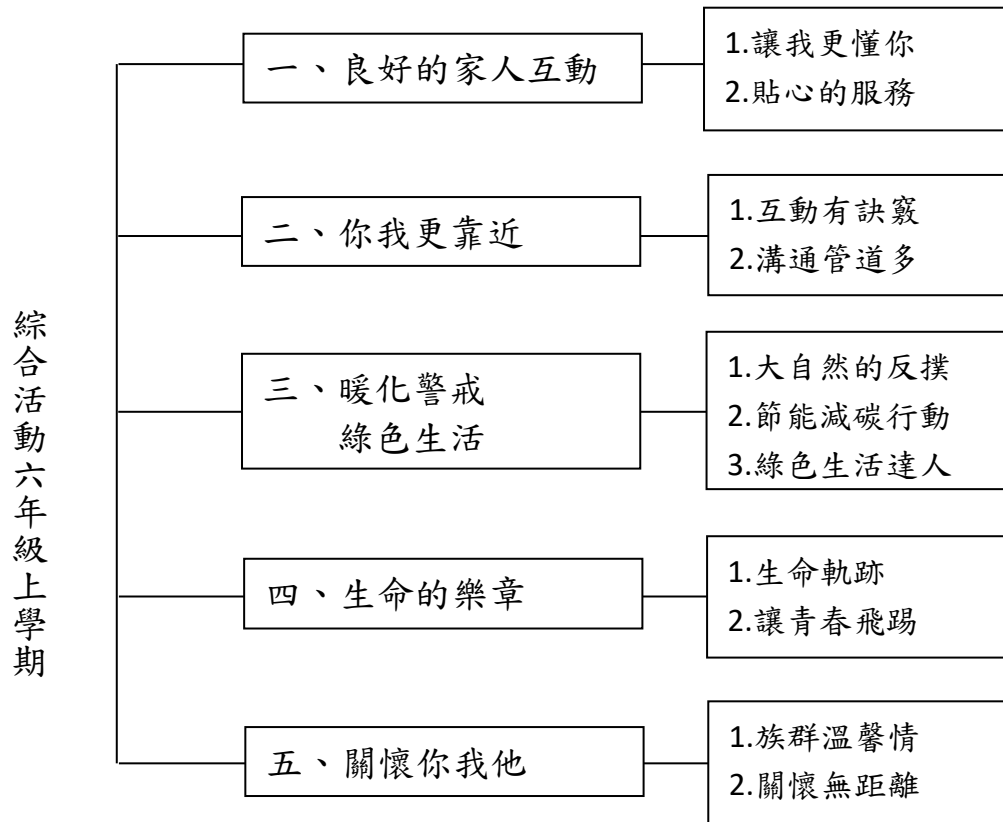 綜合活動六年級上學期
一、良好的家人互動
1.讓我更懂你
2.貼心的服務
二、你我更靠近
1.互動有訣竅
2.溝通管道多
三、暖化警戒
綠色生活
1.大自然的反撲
2.節能減碳行動
3.綠色生活達人
四、生命的樂章
1.生命軌跡
2.讓青春飛踢
五、關懷你我他
1.族群溫馨情
2.關懷無距離